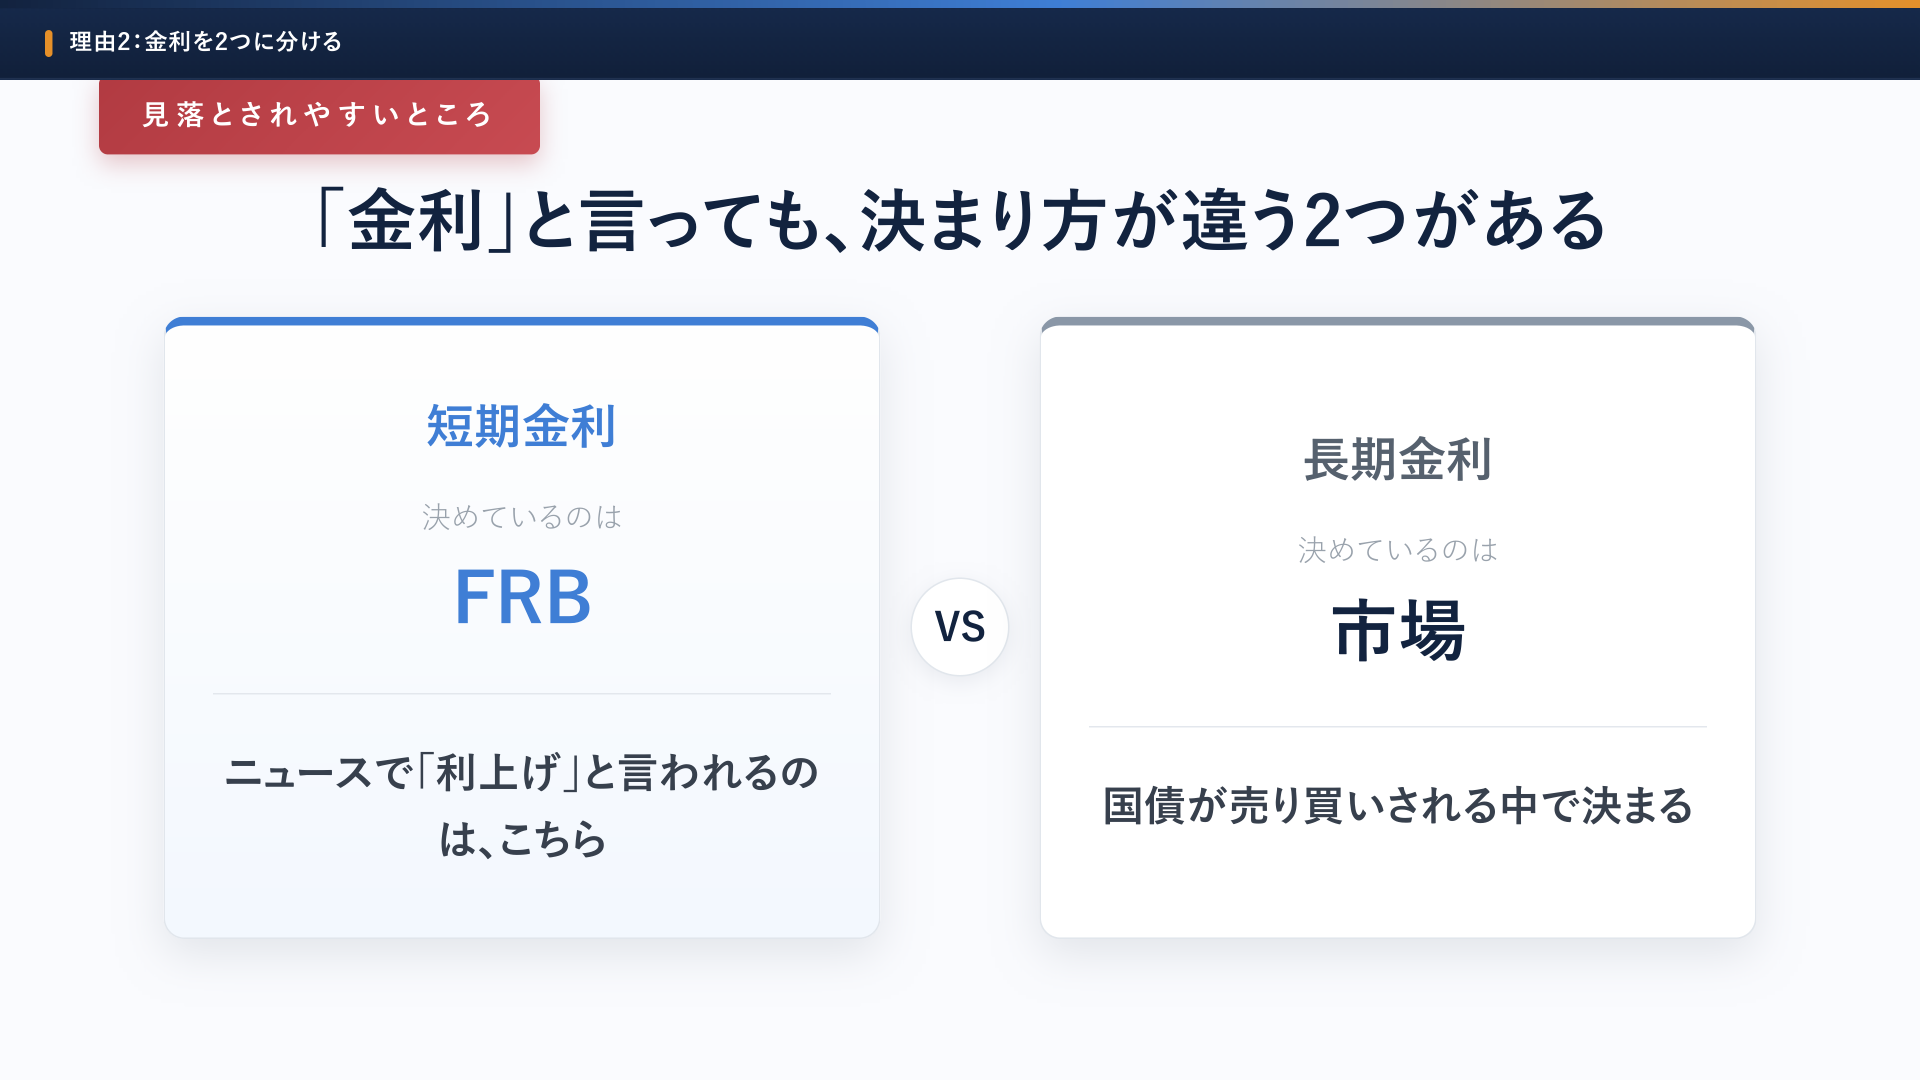 理由2：金利を2つに分ける
見落とされやすいところ
「金利」と言っても、決まり方が違う2つがある
短期金利
決めているのは
FRB
ニュースで「利上げ」と言われるの
は、こちら
VS
長期金利
決めているのは
市場
国債が売り買いされる中で決まる